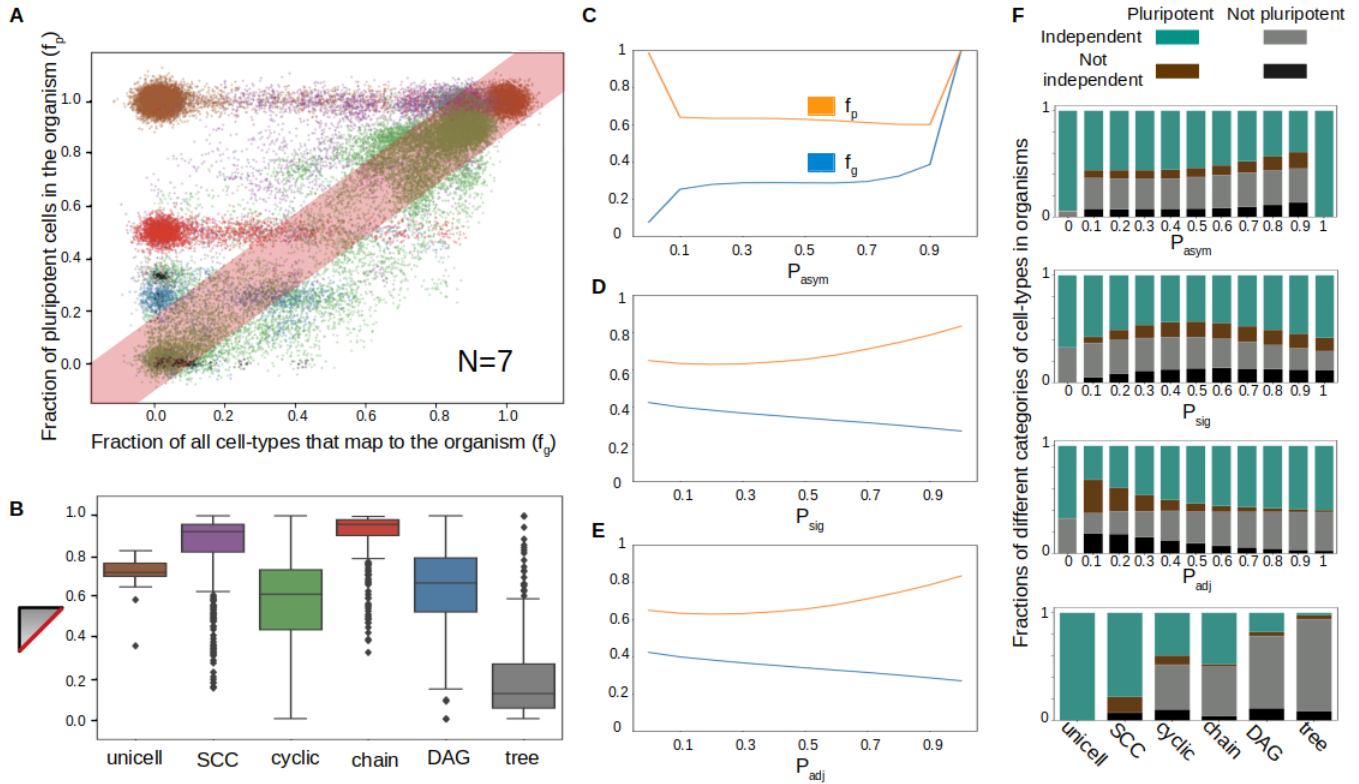 A
Fraction of pluripotent cells in the organism (fp)
1.0
0.8
0.6
0.4
0.2
0.0
N=7
0.0 0.2 0.4 0.6 0.8 1.0
Fraction of all cell-types that map to the organism (fg)
B
1.0
0.8
0.6
0.4
0.2
0.0
unicell SCC cyclic chain DAG tree
C
1
0.8
0.6
0.4
0.2
0
fp
fg
0.1 0.3 0.5 0.7 0.9
Pasym
D
1
0.8
0.6
0.4
0.2
0
0.1 0.3 0.5 0.7 0.9
Psig
E
1
0.8
0.6
0.4
0.2
0
0.1 0.3 0.5 0.7 0.9
Padj
F
Pluripotent Not pluripotent
Independent
Not
independent
Fractions of different categories of cell-types in organisms
1
0
0 0.1 0.2 0.3 0.4 0.5 0.6 0.7 0.8 0.9 1
Pasym
1
0
0 0.1 0.2 0.3 0.4 0.5 0.6 0.7 0.8 0.9 1
Psig
1
0
0 0.1 0.2 0.3 0.4 0.5 0.6 0.7 0.8 0.9 1
Padj
1
0
unicell SCC cyclic chain DAG tree